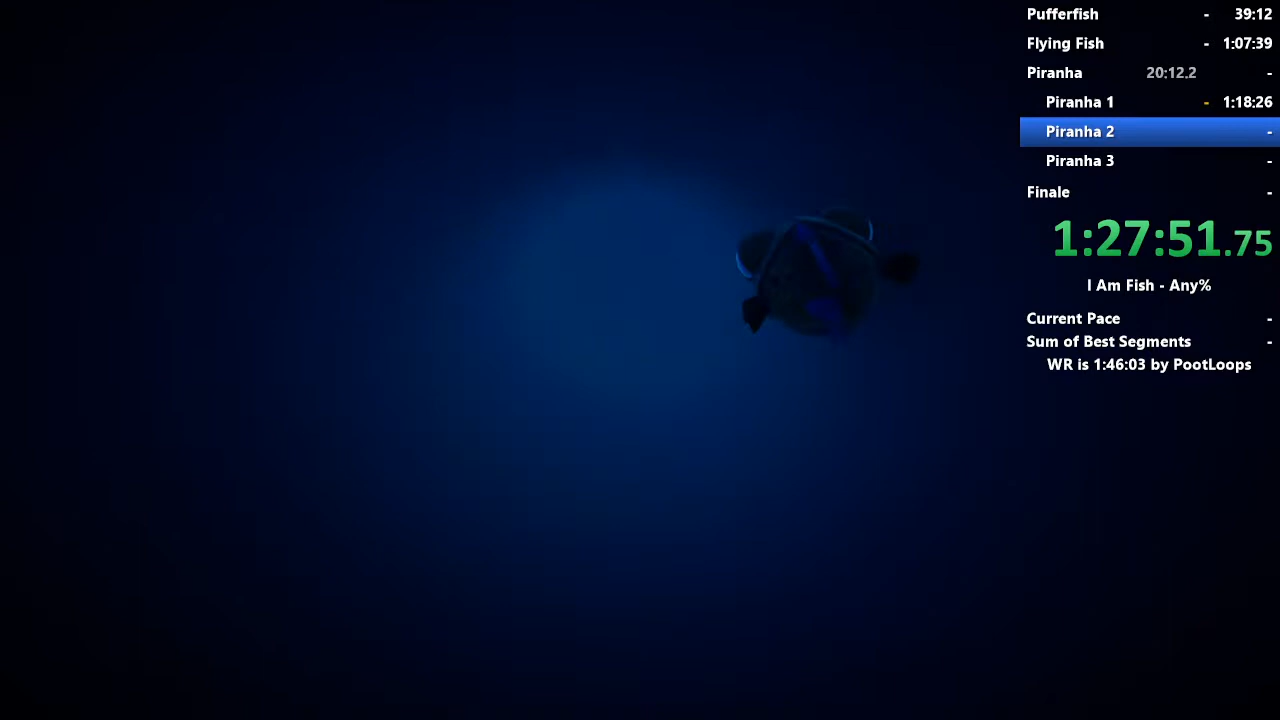 Pufferfish - 39:12
Flying Fish - 1:07:39
Piranha 20:12.2 -
Piranha 1 - 1:18:26
Piranha 2 -
Piranha 3 -
Finale -
1:27:51.75
I Am Fish - Any%
Current Pace -
Sum of Best Segments -
WR is 1:46:03 by PootLoops